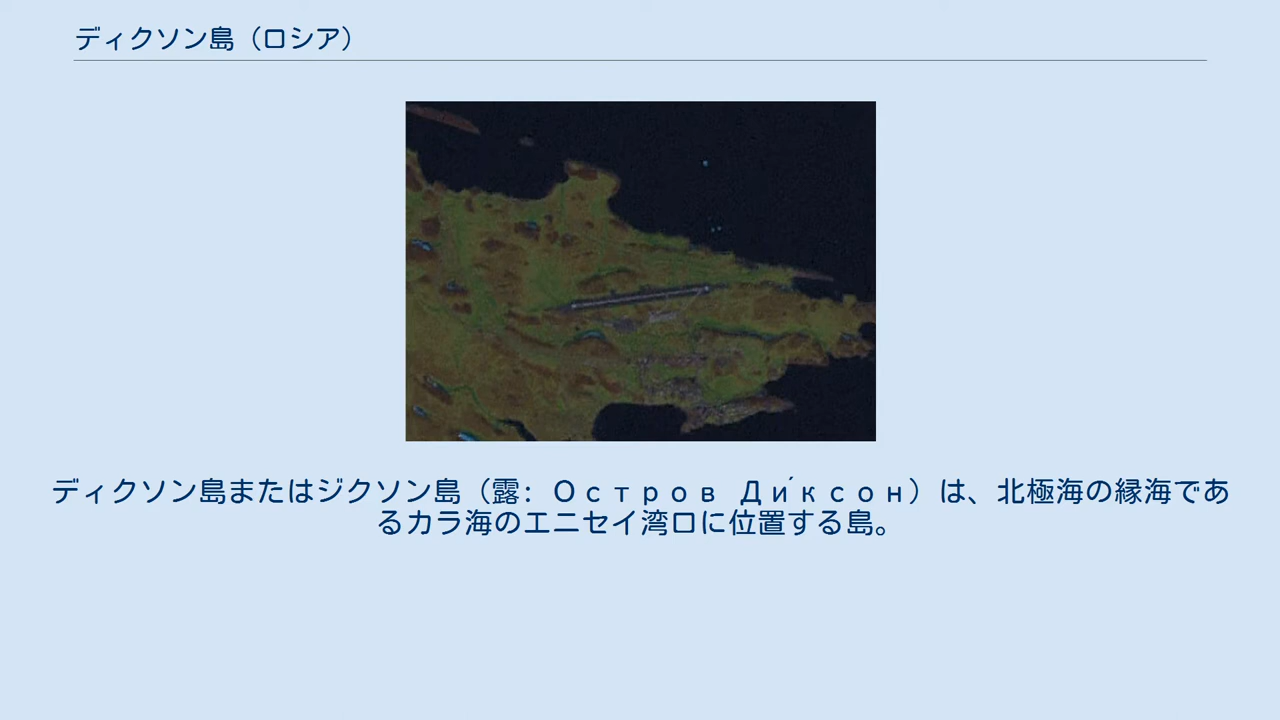 ディクソン島（ロシア）
ディクソン島またはジクソン島（露: Остров Ди́ксон）は、北極海の縁海であ
るカラ海のエニセイ湾口に位置する島。